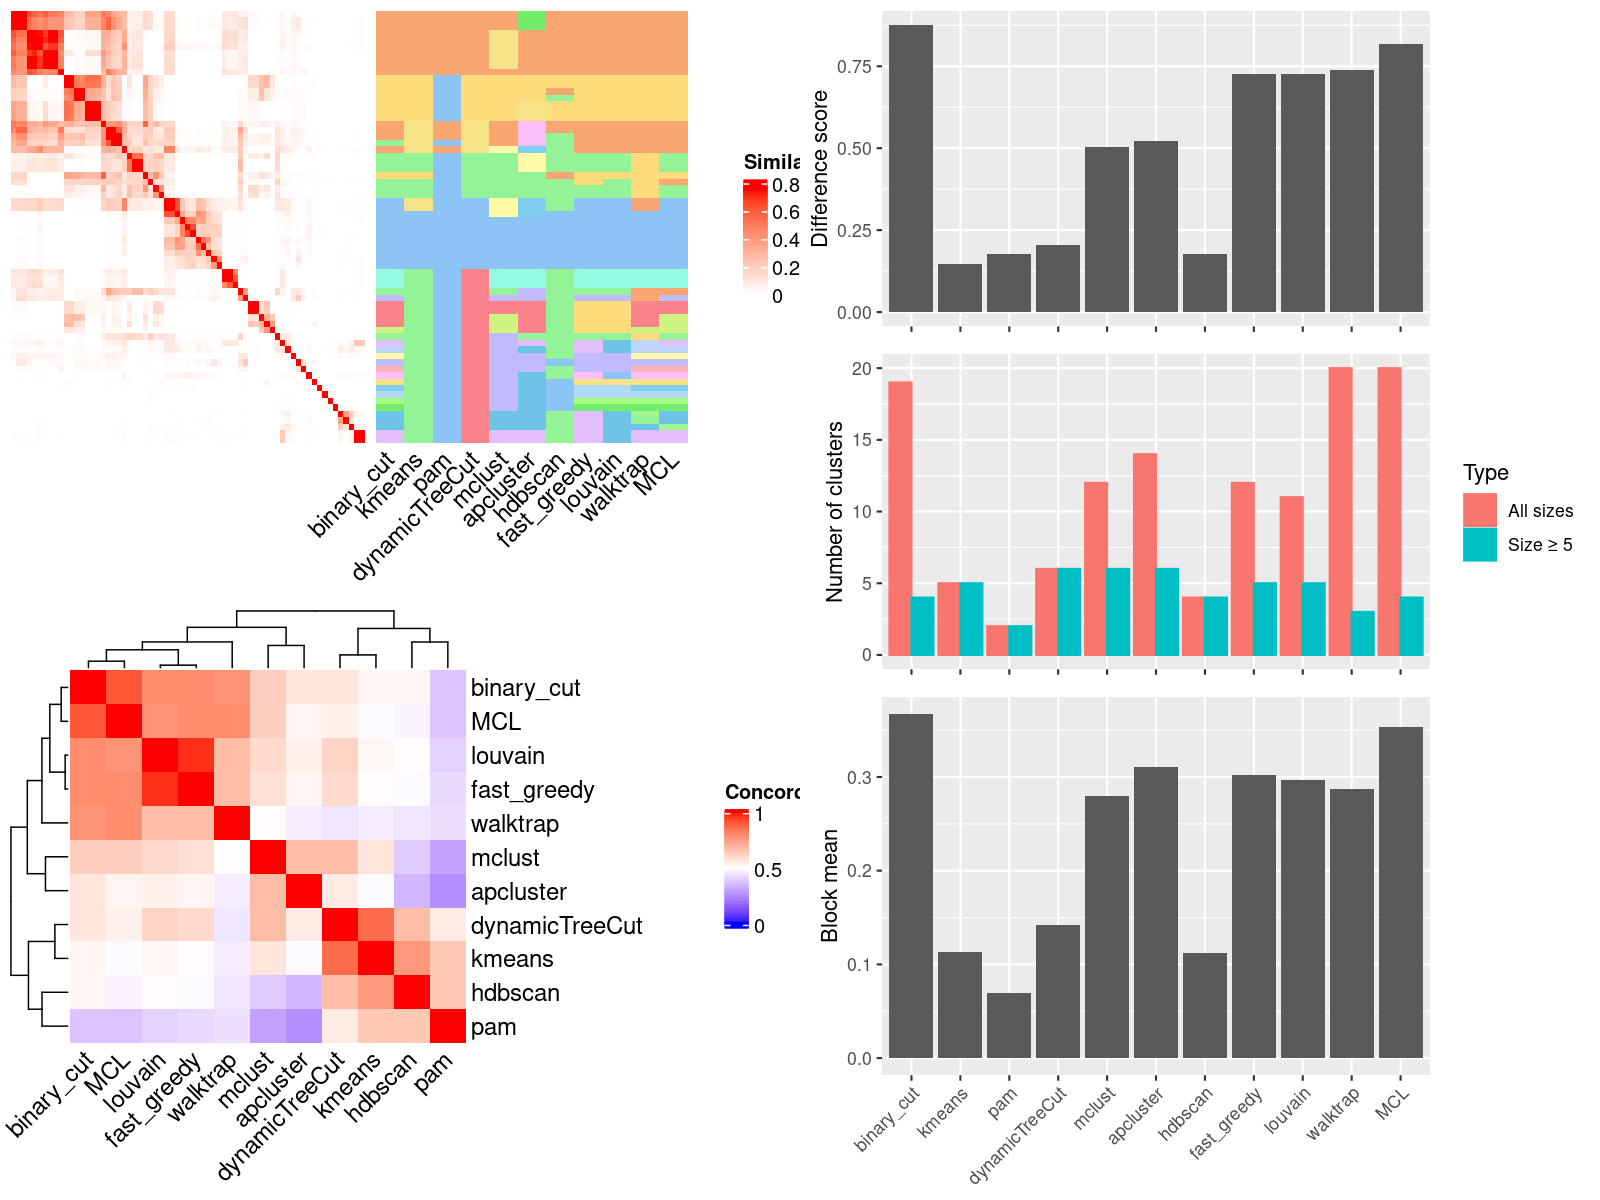 Simila
0.8
0.6
0.4
0.2
0
binary_cut
kmeans
pam
dynamicTreeCut
mclust
apcluster
hdbscan
fast_greedy
louvain
walktrap
MCL
binary_cut
MCL
louvain
fast_greedy
walktrap
mclust
apcluster
dynamicTreeCut
kmeans
hdbscan
pam
binary_cut
MCL
louvain
fast_greedy
walktrap
mclust
apcluster
dynamicTreeCut
kmeans
hdbscan
pam
Concord
1
0.5
0
Difference score
0.75
0.50
0.25
0.00
Number of clusters
20
15
10
5
0
Type
All sizes
Size ≥ 5
Block mean
0.3
0.2
0.1
0.0
binary_cut
kmeans
pam
dynamicTreeCut
mclust
apcluster
hdbscan
fast_greedy
louvain
walktrap
MCL